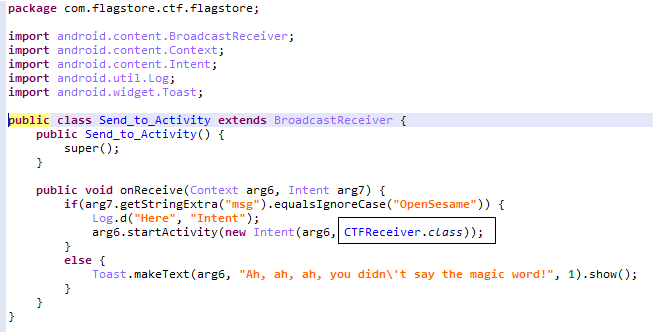 package com.flagstore.ctf.flagstore;

import android.content.BroadcastReceiver;
import android.content.Context;
import android.content.Intent;
import android.util.Log;
import android.widget.Toast;

public class Send_to_Activity extends BroadcastReceiver {
    public Send_to_Activity() {
        super();
    }

    public void onReceive(Context arg6, Intent arg7) {
        if(arg7.getStringExtra("msg").equalsIgnoreCase("OpenSesame")) {
            Log.d("Here", "Intent");
            arg6.startActivity(new Intent(arg6, CTFReceiver.class));
        }
        else {
            Toast.makeText(arg6, "Ah, ah, ah, you didn\'t say the magic word!", 1).show();
        }
    }
}